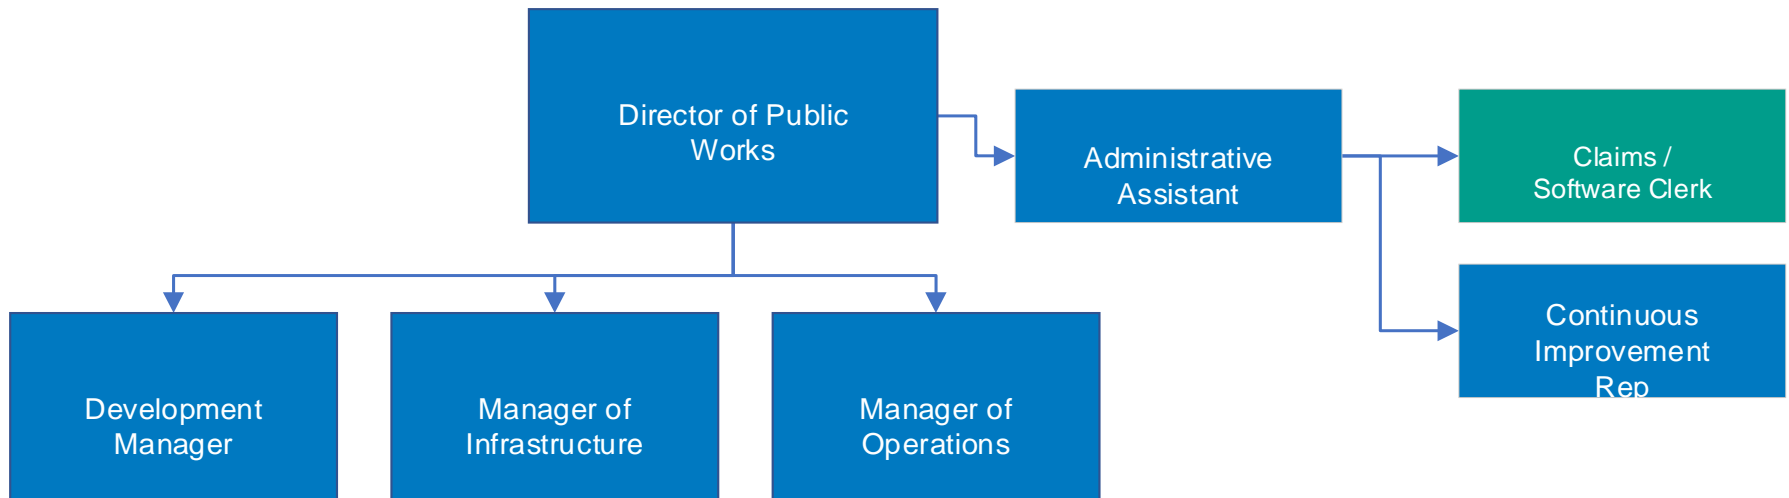 Director of Public
Works
Administrative
Assistant
Claims /
Software Clerk
Continuous
Improvement
Rep
Development
Manager
Manager of
Infrastructure
Manager of
Operations